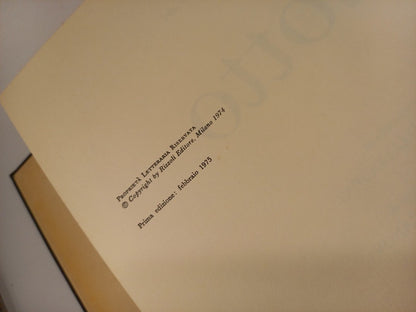 PROPRIETÀ LETTERARIA RISERVATA
© Copyright by Rizzoli Editore, Milano 1974
Prima edizione: febbraio 1975